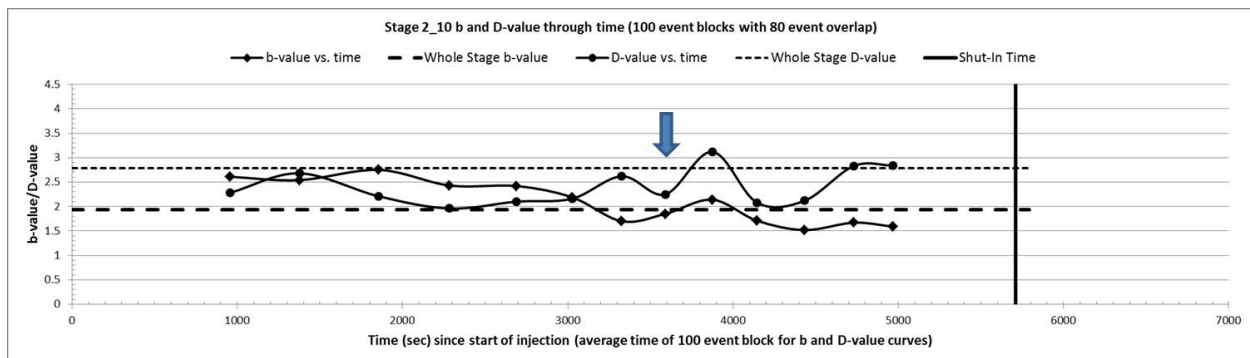 Stage 2_10 b and D-value through time (100 event blocks with 80 event overlap)
b-value vs. time Whole Stage b-value D-value vs. time Whole Stage D-value Shut-In Time
b-value/D-value
4.5
4
3.5
3
2.5
2
1.5
1
0.5
0
0 1000 2000 3000 4000 5000 6000 7000
Time (sec) since start of injection (average time of 100 event block for b and D-value curves)